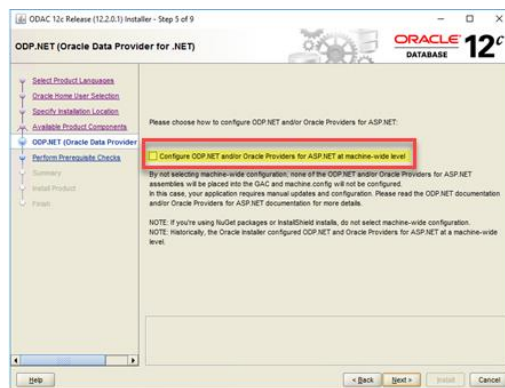 ODAC 12c Release (12.2.0.1) Installer - Step 5 of 9
ODP.NET (Oracle Data Provider for .NET)
ORACLE
DATABASE
12c
Select Product Languages
Oracle Home User Selection
Specify Installation Location
Available Product Components
ODP.NET (Oracle Data Provider
Perform Prerequisite Checks
Summary
Install Product
Finish
Please choose how to configure ODP.NET and/or Oracle Providers for ASP.NET:
Configure ODP.NET and/or Oracle Providers for ASP.NET at machine-wide level
By not selecting machine-wide configuration, none of the ODP.NET and/or Oracle Providers for ASP.NET
assemblies will be placed into the GAC and machine.config will not be configured.
In this case, your application requires manual updates and configuration. Please read the ODP.NET documentation
and/or Oracle Providers for ASP.NET documentation for more details.
NOTE: If you're using NuGet packages or InstallShield installs, do not select machine-wide configuration.
NOTE: Historically, the Oracle Installer configured ODP.NET and Oracle Providers for ASP.NET at a machine-wide
level.
Help
< Back
Next >
Install
Cancel